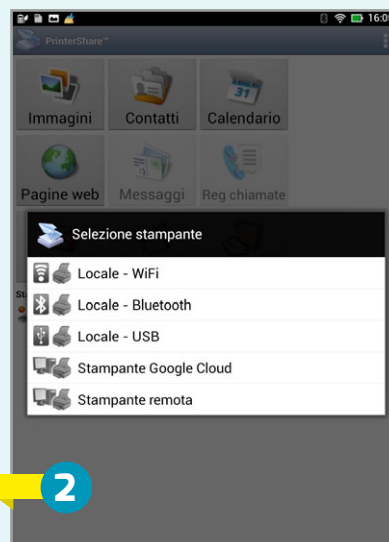 16:05
PrinterShare™
Immagini Contatti Calendario
31
Pagine web Messaggi Reg chiamate
Selezione stampante
Locale - WiFi
Locale - Bluetooth
Locale - USB
Stampante Google Cloud
Stampante remota
2